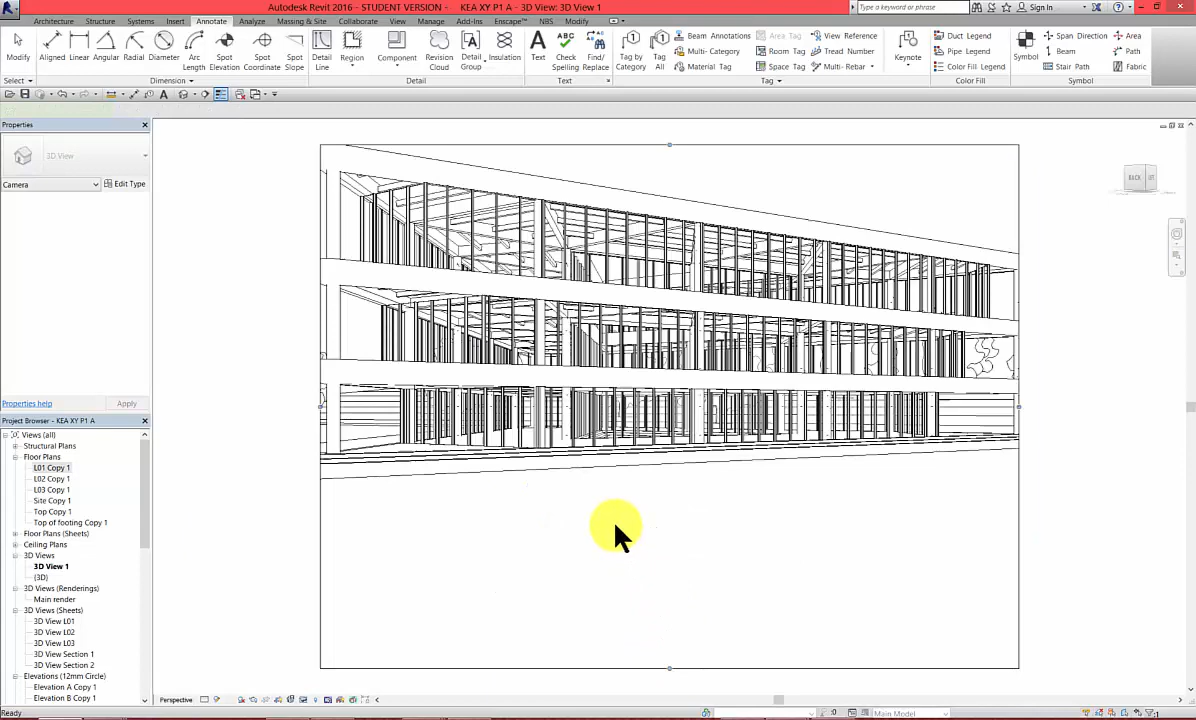 Autodesk Revit 2016 - STUDENT VERSION - KEA XY P1 A - 3D View: 3D View 1
Type a keyword or phrase
Sign In
Architecture Structure Systems Insert Annotate Analyze Massing & Site Collaborate View Manage Add-Ins Enscape™ NBS Modify
Modify Aligned Linear Angular Radial Diameter Arc Length Spot Elevation Spot Coordinate Spot Slope
Detail Line Region Component Revision Cloud Detail Group Insulation
Text Check Spelling Find/ Replace
Tag by Category Tag All
Beam Annotations Area Tag View Reference
Multi-Category Room Tag Tread Number
Material Tag Space Tag Multi-Rebar
Keynote
Duct Legend
Pipe Legend
Color Fill Legend
Symbol
Span Direction Area
Beam Path
Stair Path Fabric
Select Dimension Detail Text Tag Color Fill Symbol
Properties
3D View
Camera Edit Type
Properties help Apply
Project Browser - KEA XY P1 A
Views (all)
Structural Plans
Floor Plans
L01 Copy 1
L02 Copy 1
L03 Copy 1
Site Copy 1
Top Copy 1
Top of footing Copy 1
Floor Plans (Sheets)
Ceiling Plans
3D Views
3D View 1
{3D}
3D Views (Renderings)
Main render
3D Views (Sheets)
3D View L01
3D View L02
3D View L03
3D View Section 1
3D View Section 2
Elevations (12mm Circle)
Elevation A Copy 1
Elevation B Copy 1
BACK
Perspective
Ready
:0
Main Model